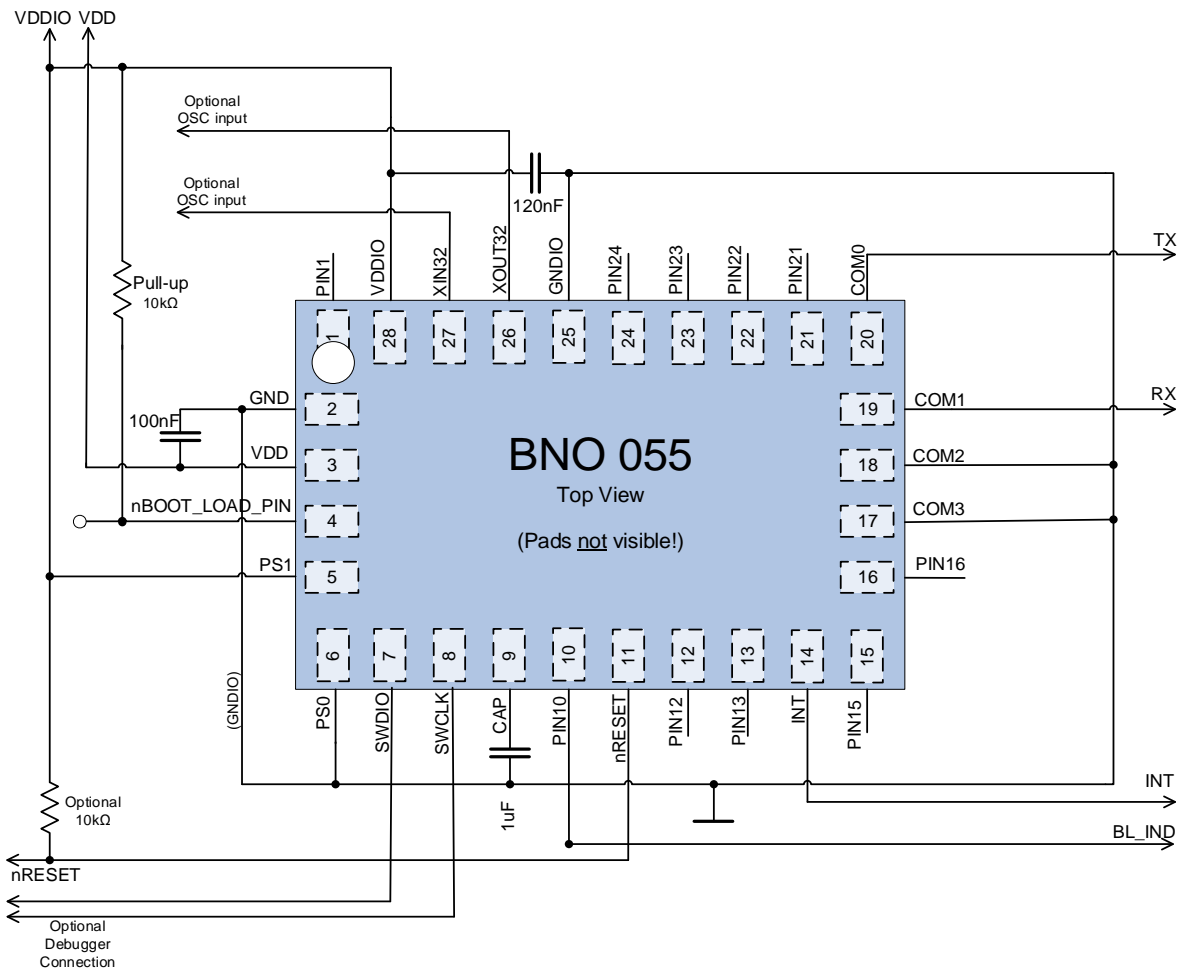 VDDIO VDD
Optional
OSC input
Optional
OSC input
120nF
TX
Pull-up
10kΩ
PIN1
VDDIO
XIN32
XOUT32
GNDIO
PIN24
PIN23
PIN22
PIN21
COM0
1
28
27
26
25
24
23
22
21
20
GND
2
19
COM1
RX
100nF
VDD
3
18
COM2
nBOOT_LOAD_PIN
4
17
COM3
PS1
5
16
PIN16
BNO 055
Top View
(Pads not visible!)
6
7
8
9
10
11
12
13
14
15
(GNDIO)
PS0
SWDIO
SWCLK
CAP
PIN10
nRESET
PIN12
PIN13
INT
PIN15
1uF
Optional
10kΩ
INT
BL_IND
nRESET
Optional
Debugger
Connection